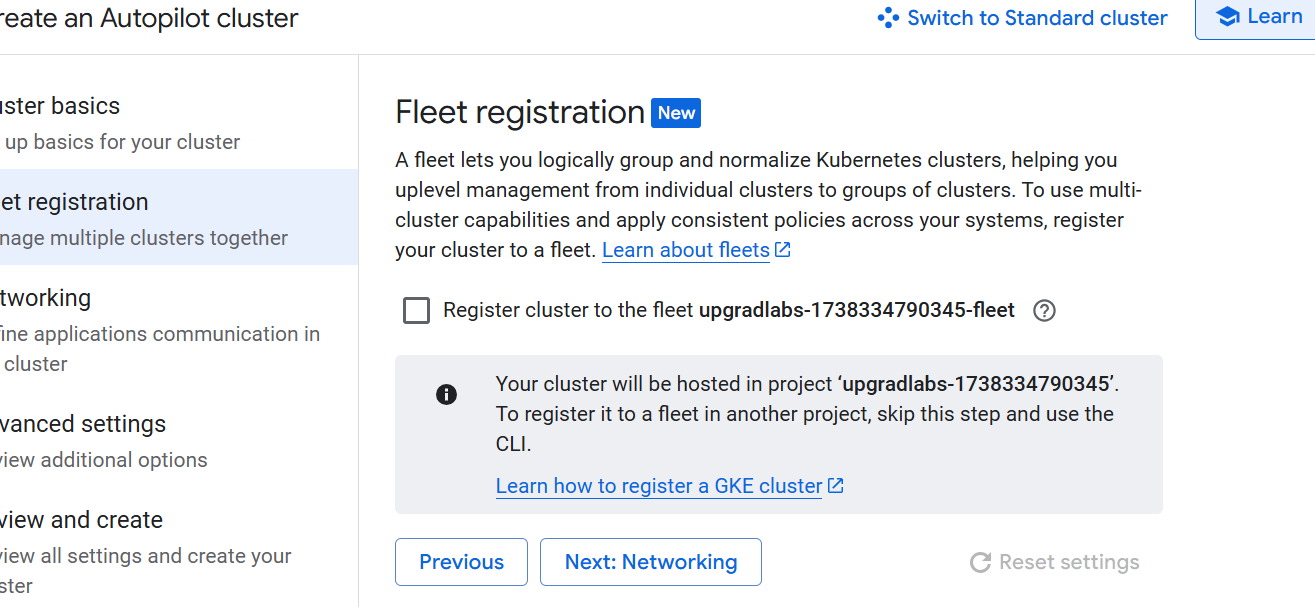 reate an Autopilot cluster
Switch to Standard cluster
Learn
uster basics
up basics for your cluster
et registration
nage multiple clusters together
tworking
fine applications communication in
cluster
vanced settings
view additional options
view and create
view all settings and create your
ster
Fleet registration New
A fleet lets you logically group and normalize Kubernetes clusters, helping you
uplevel management from individual clusters to groups of clusters. To use multi-
cluster capabilities and apply consistent policies across your systems, register
your cluster to a fleet. Learn about fleets
Register cluster to the fleet upgradlabs-1738334790345-fleet
Your cluster will be hosted in project ‘upgradlabs-1738334790345’.
To register it to a fleet in another project, skip this step and use the
CLI.
Learn how to register a GKE cluster
Previous
Next: Networking
Reset settings